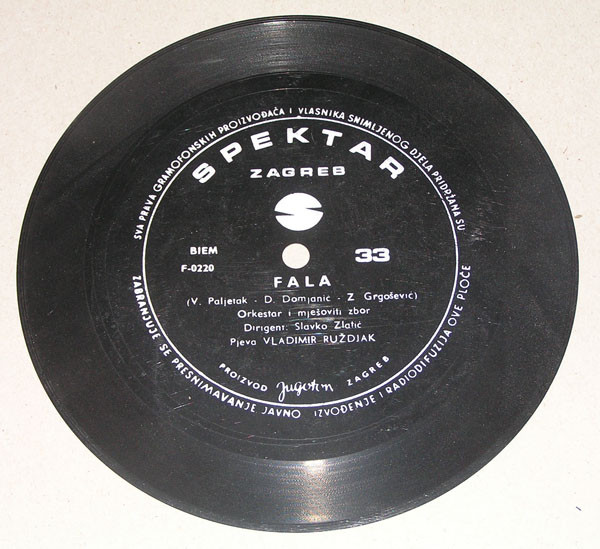 SVA PRAVA GRAMOFONSKIH PROIZVOĐAČA I VLASNIKA SNIMLJENOG DJELA PRIDRŽANA SU
SPEKTAR
ZAGREB
BIEM
33
F-0220
FALA
(V. Paljetak - D. Domjanić - Z. Grgošević)
Orkestar i mješoviti zbor
Dirigent: Slavko Zlatić
Pjeva VLADIMIR RUŽDJAK
PROIZVOD Jugoton ZAGREB
ZABRANJUJE SE PRESNIMAVANJE JAVNO IZVOĐENJE I RADIODIFUZIJA OVE PLOČE